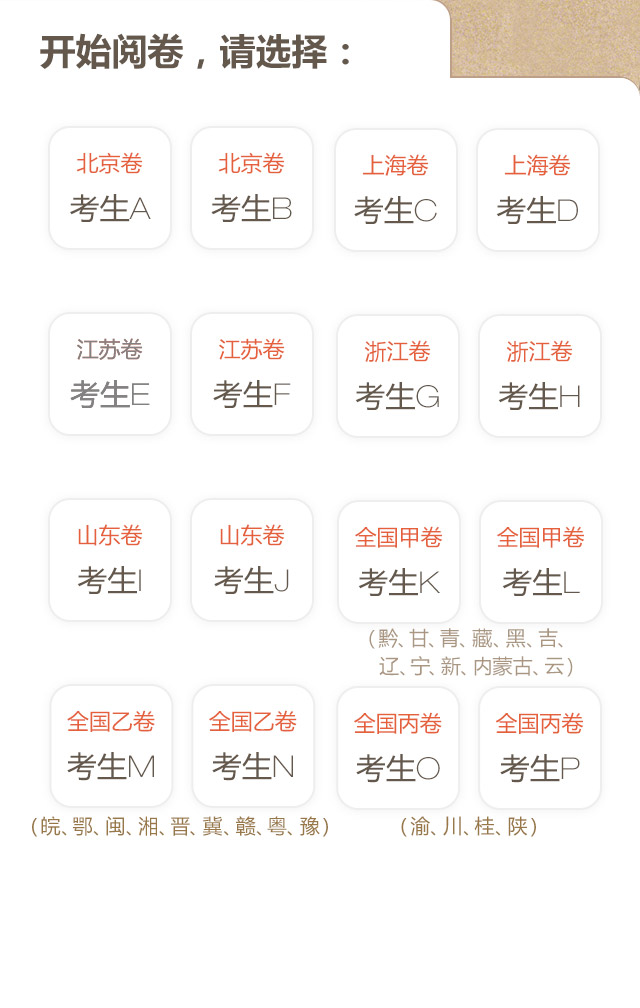 开始阅卷，请选择：
北京卷 北京卷 上海卷 上海卷
考生A 考生B 考生C 考生D
江苏卷 江苏卷 浙江卷 浙江卷
考生E 考生F 考生G 考生H
山东卷 山东卷 全国甲卷 全国甲卷
考生I 考生J 考生K 考生L
（黔、甘、青、藏、黑、吉、
辽、宁、新、内蒙古、云）
全国乙卷 全国乙卷 全国丙卷 全国丙卷
考生M 考生N 考生O 考生P
（皖、鄂、闽、湘、晋、冀、赣、粤、豫） （渝、川、桂、陕）